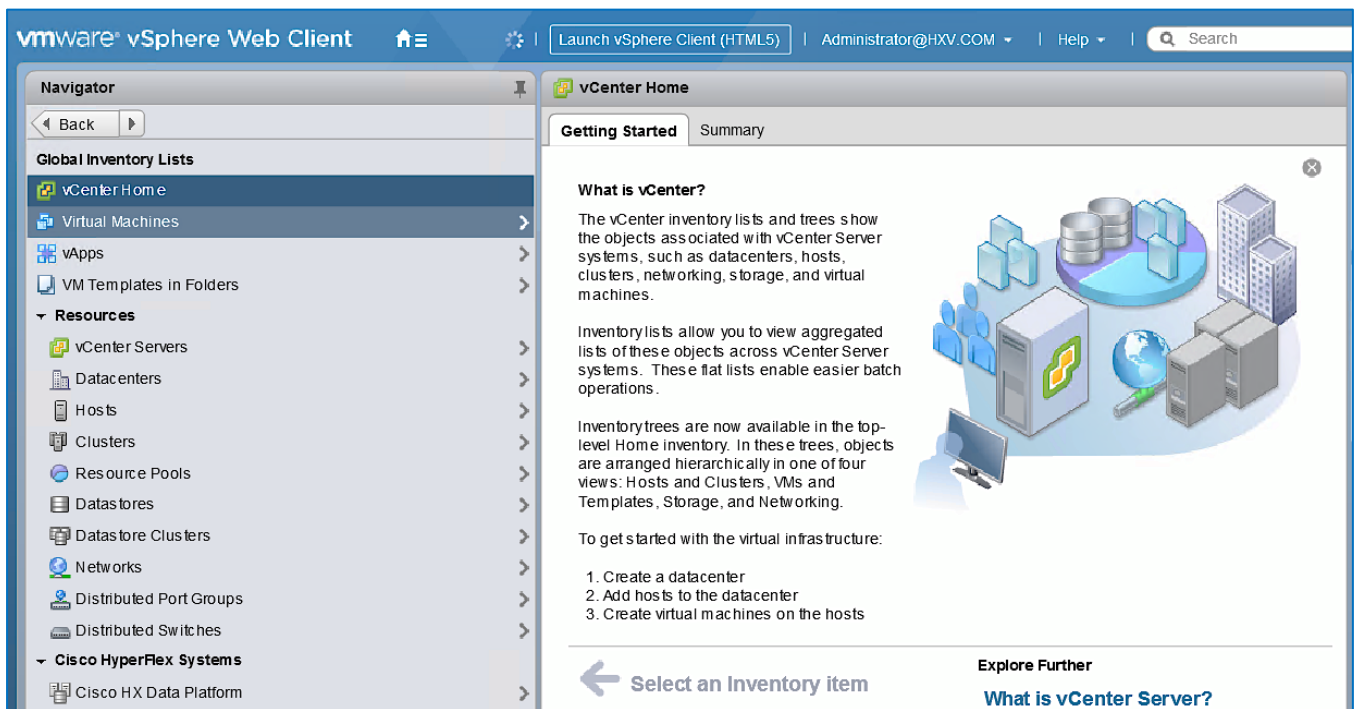 vmware® vSphere Web Client
Launch vSphere Client (HTML5)
Administrator@HXV.COM
Help
Search
Navigator
Back
Global Inventory Lists
vCenter Home
Virtual Machines
vApps
VM Templates in Folders
Resources
vCenter Servers
Datacenters
Hosts
Clusters
Resource Pools
Datastores
Datastore Clusters
Networks
Distributed Port Groups
Distributed Switches
Cisco HyperFlex Systems
Cisco HX Data Platform
vCenter Home
Getting Started
Summary
What is vCenter?
The vCenter inventory lists and trees show
the objects associated with vCenter Server
systems, such as datacenters, hosts,
clusters, networking, storage, and virtual
machines.
Inventory lists allow you to view aggregated
lists of these objects across vCenter Server
systems. These flat lists enable easier batch
operations.
Inventory trees are now available in the top-
level Home inventory. In these trees, objects
are arranged hierarchically in one of four
views: Hosts and Clusters, VMs and
Templates, Storage, and Networking.
To get started with the virtual infrastructure:
1. Create a datacenter
2. Add hosts to the datacenter
3. Create virtual machines on the hosts
Select an Inventory item
Explore Further
What is vCenter Server?